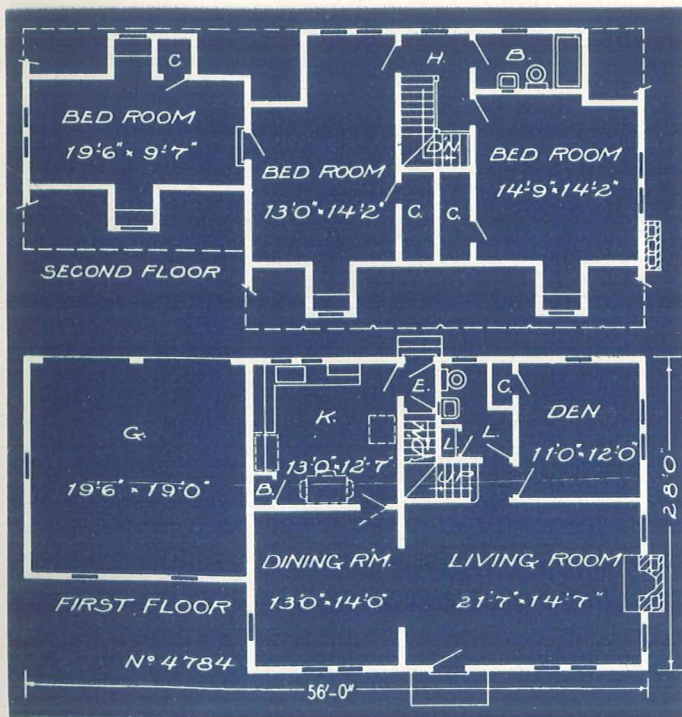 C.
BED ROOM
19'-6" × 9'-7"
H.
B.
DN.
BED ROOM
13'-0" × 14'-2"
BED ROOM
14'-9" × 14'-2"
C.
C.
SECOND FLOOR
G.
19'-6" × 19'-0"
K.
13'-0" × 12'-7"
B.
E.
DN.
C.
L.
L.
UP
DEN
11'-0" × 12'-0"
28'-0"
DINING R'M.
13'-0" × 14'-0"
LIVING ROOM
21'-7" × 14'-7"
FIRST FLOOR
Nº 4784
56'-0"